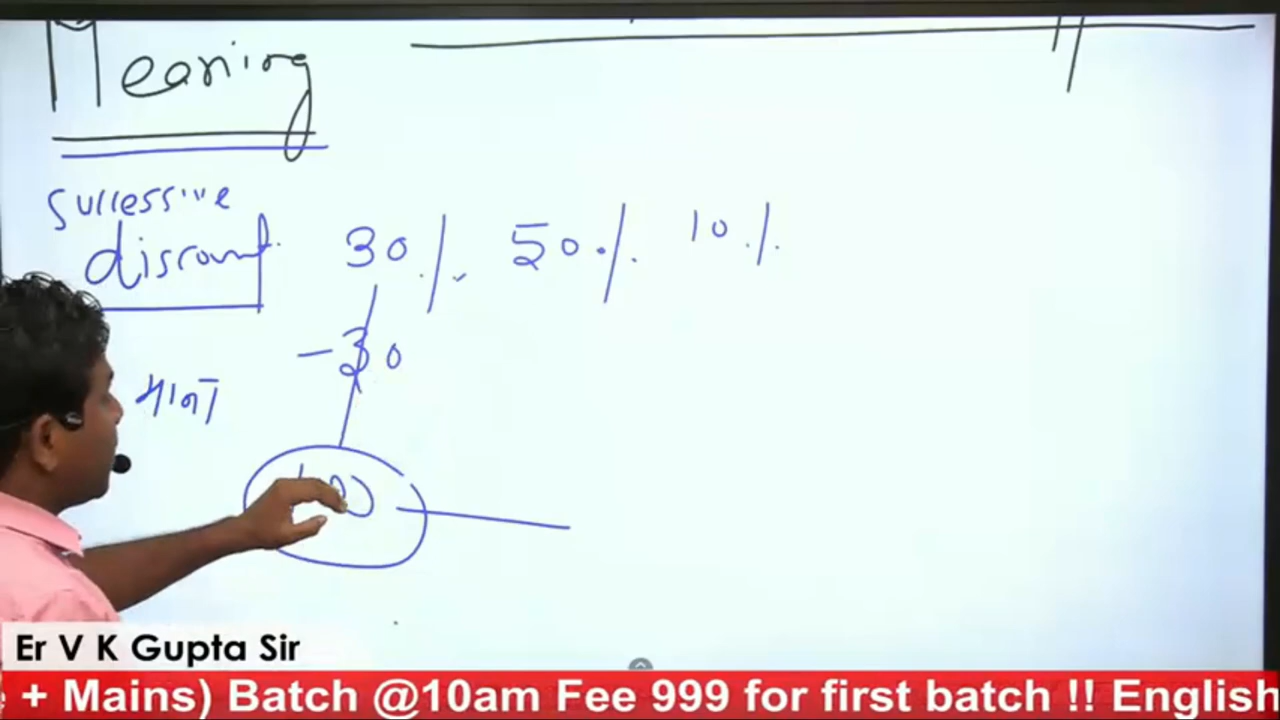 Meaning
Successive
discount 30% 50% 10%
-30
माना
100
Er V K Gupta Sir
+ Mains) Batch @10am Fee 999 for first batch !! English